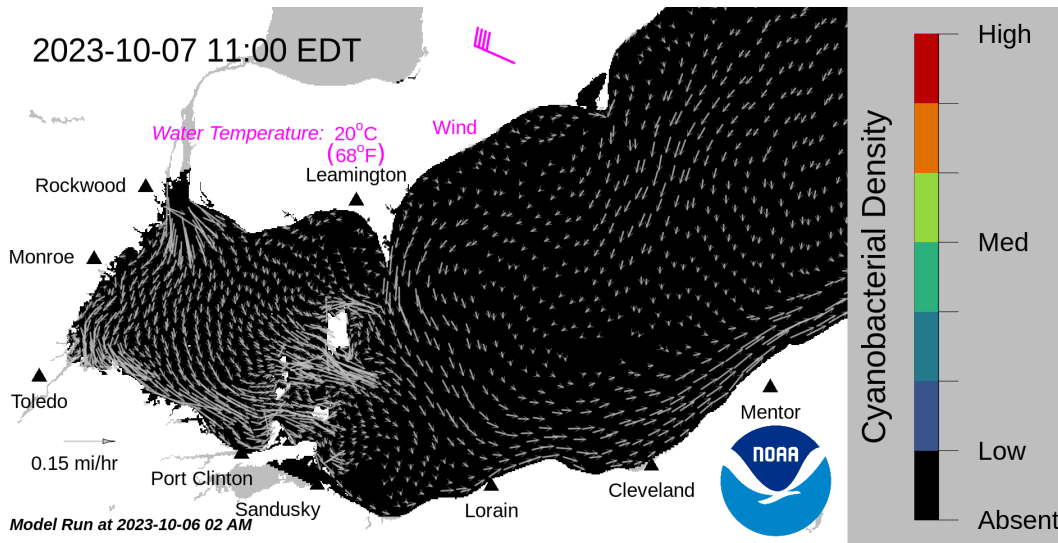 2023-10-07 11:00 EDT
High
Wind
Water Temperature: 20°C
(68°F)
Leamington
Rockwood
Cyanobacterial Density
Med
Monroe
Toledo
Mentor
0.15 mi/hr
NOAA
Low
Port Clinton
Cleveland
Sandusky
Lorain
Absent
Model Run at 2023-10-06 02 AM